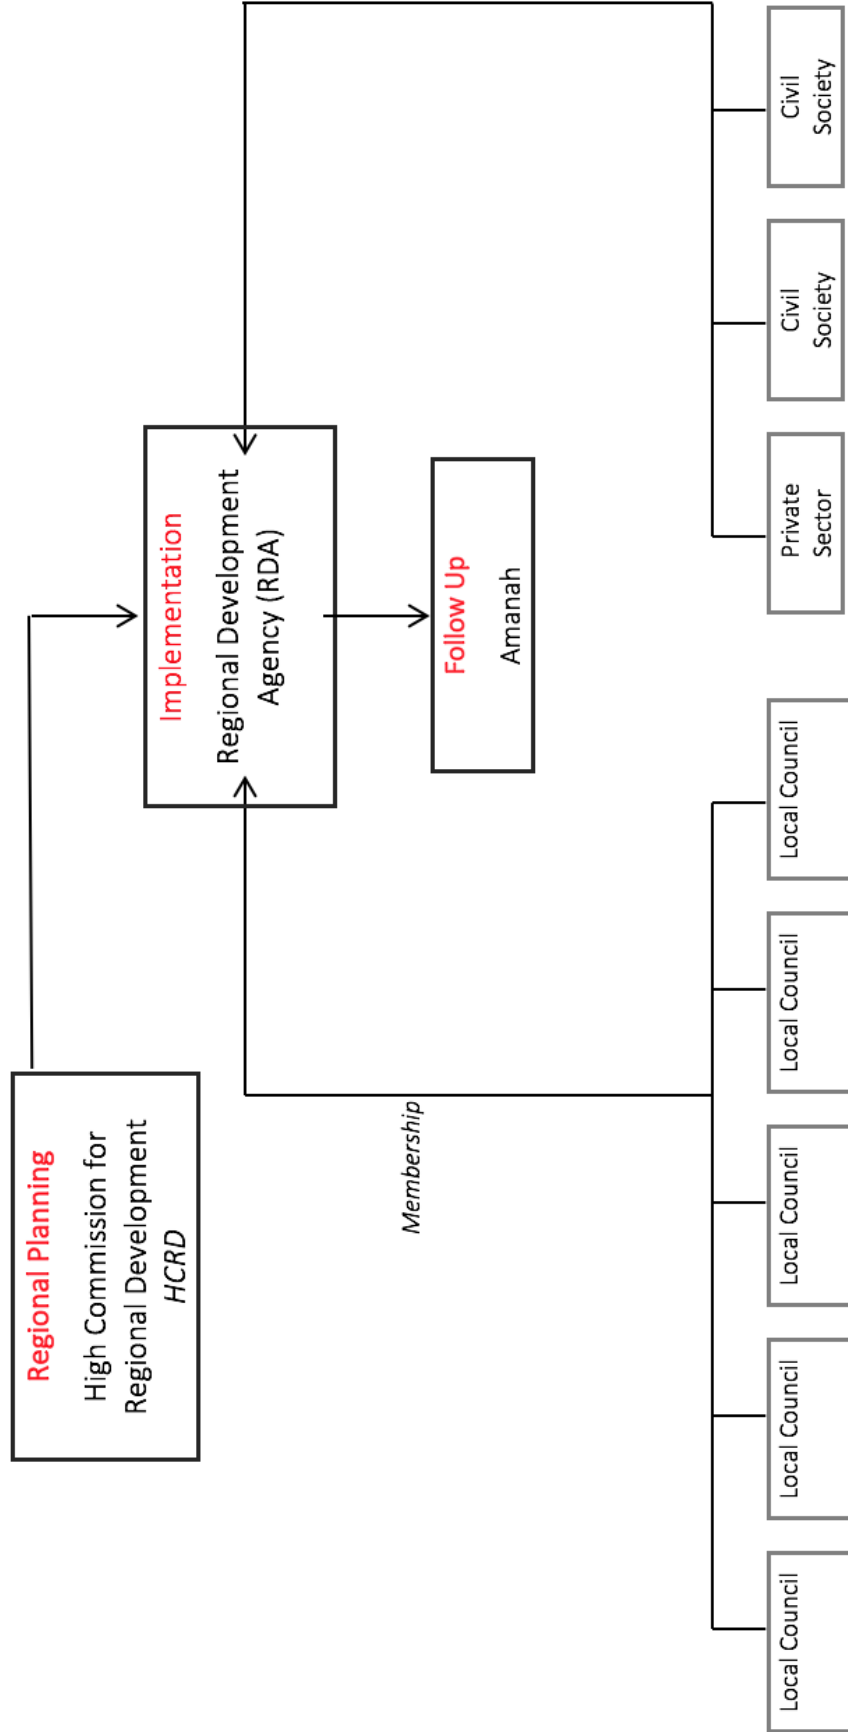 Regional Planning
High Commission for
Regional Development
HCRD
Implementation
Regional Development
Agency (RDA)
Follow Up
Amanah
Membership
Local Council
Local Council
Local Council
Local Council
Local Council
Private
Sector
Civil
Society
Civil
Society